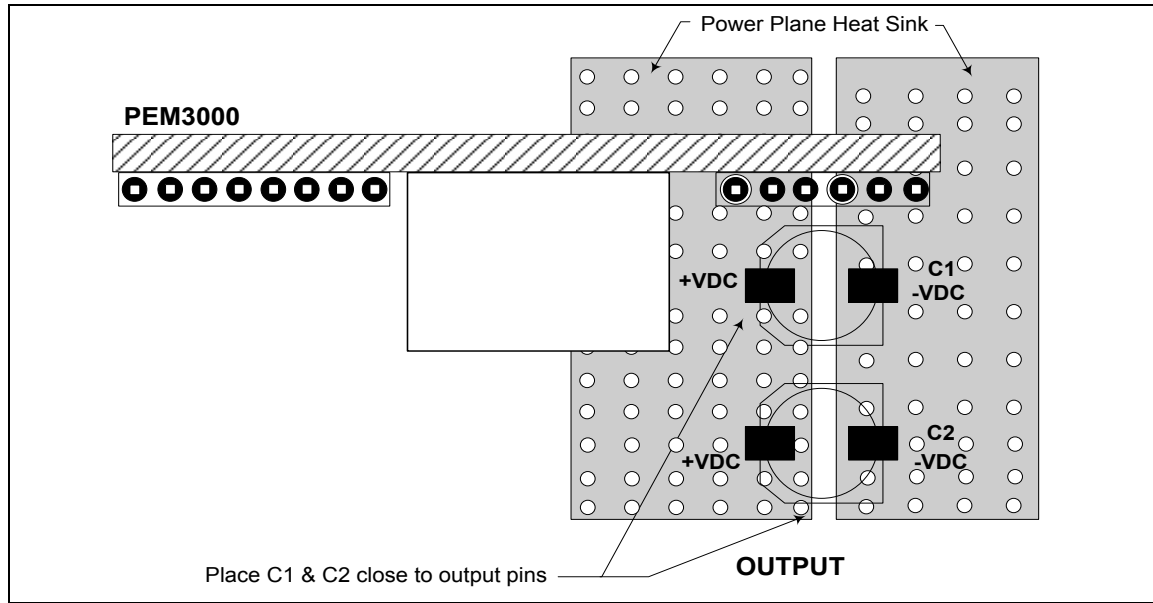 Power Plane Heat Sink
PEM3000
+VDC
C1
-VDC
+VDC
C2
-VDC
Place C1 & C2 close to output pins
OUTPUT